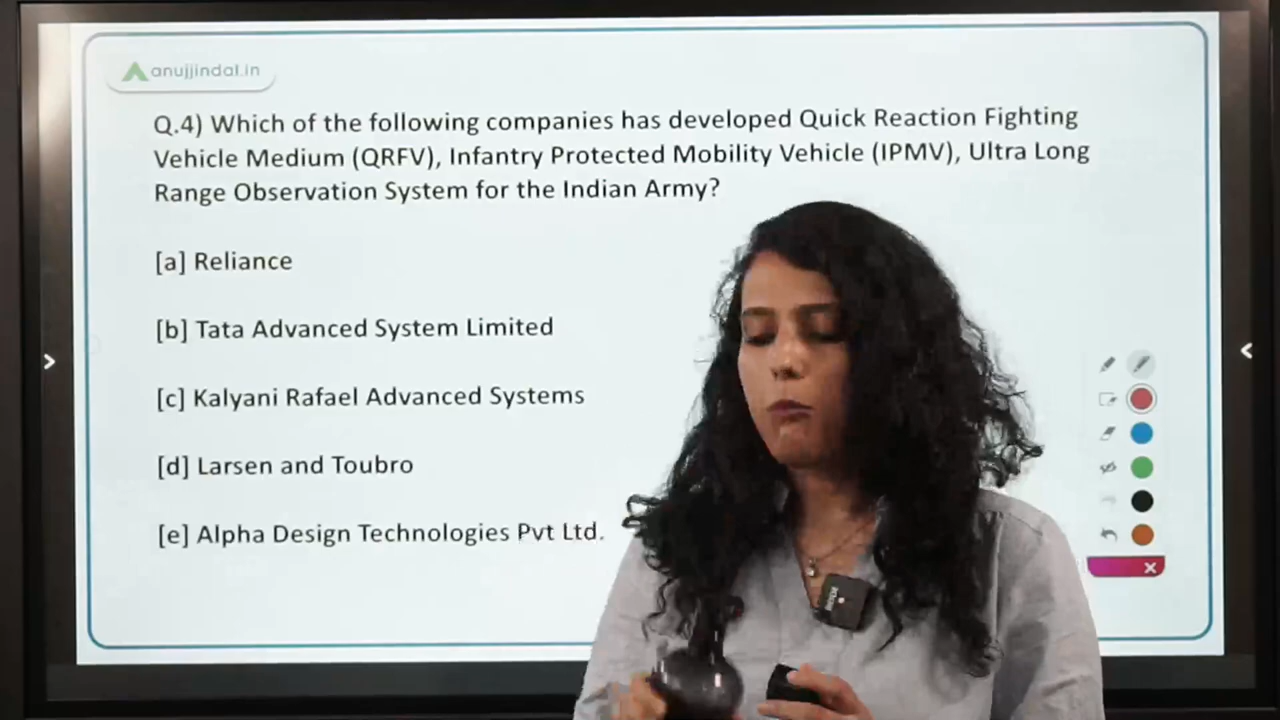 anujjindal.in
Q.4) Which of the following companies has developed Quick Reaction Fighting
Vehicle Medium (QRFV), Infantry Protected Mobility Vehicle (IPMV), Ultra Long
Range Observation System for the Indian Army?
[a] Reliance
[b] Tata Advanced System Limited
[c] Kalyani Rafael Advanced Systems
[d] Larsen and Toubro
[e] Alpha Design Technologies Pvt Ltd.